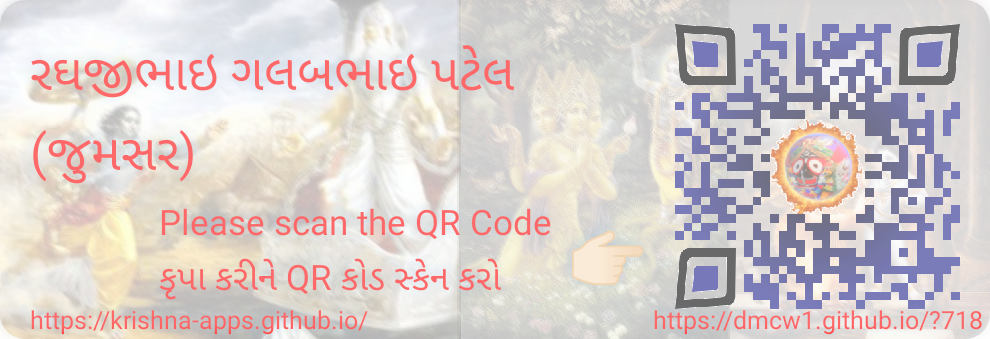 રઘજીભાઇ ગલબભાઇ પટેલ
(જુમસર)
Please scan the QR Code
કૃપા કરીને QR કોડ સ્કેન કરો
https://krishna-apps.github.io/
https://dmcw1.github.io/?718